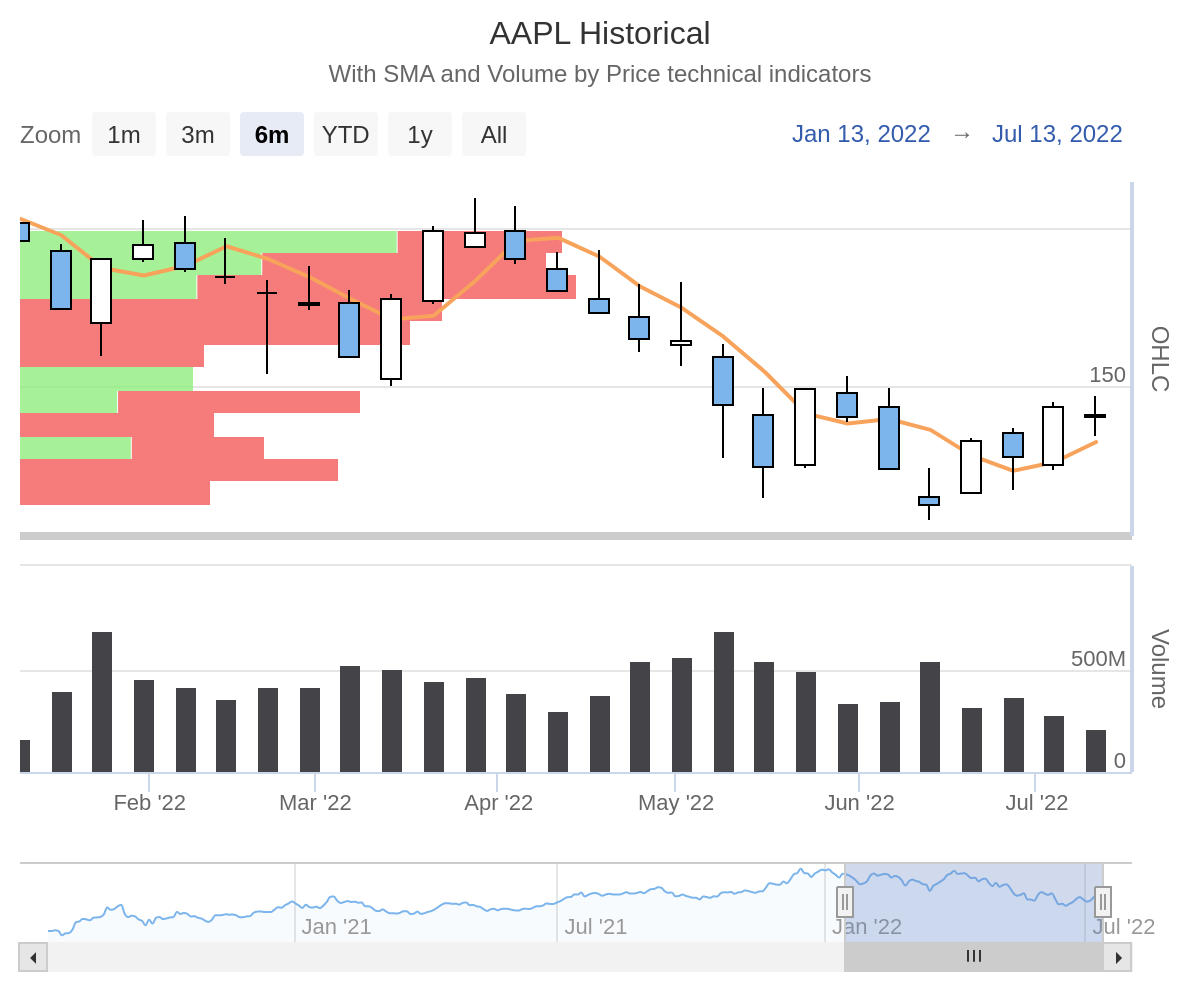 AAPL Historical
With SMA and Volume by Price technical indicators
Zoom 1m 3m 6m YTD 1y All Jan 13, 2022 → Jul 13, 2022
OHLC
150
Volume
500M
0
Feb '22 Mar '22 Apr '22 May '22 Jun '22 Jul '22
Jan '21 Jul '21 Jan '22 Jul '22